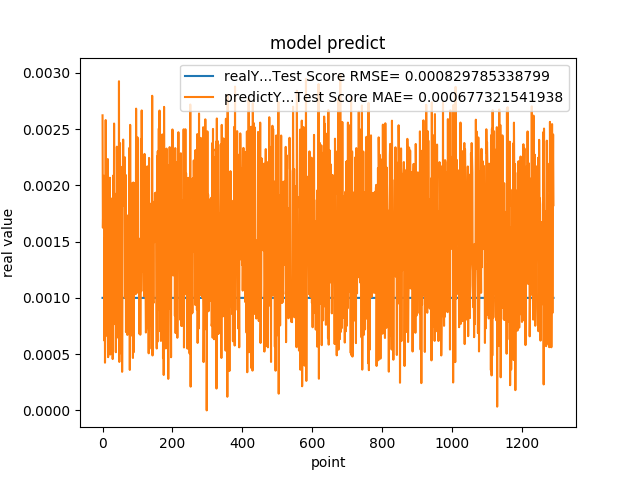 model predict
realY...Test Score RMSE= 0.000829785338799
predictY...Test Score MAE= 0.000677321541938
real value
0.0030
0.0025
0.0020
0.0015
0.0010
0.0005
0.0000
0 200 400 600 800 1000 1200
point